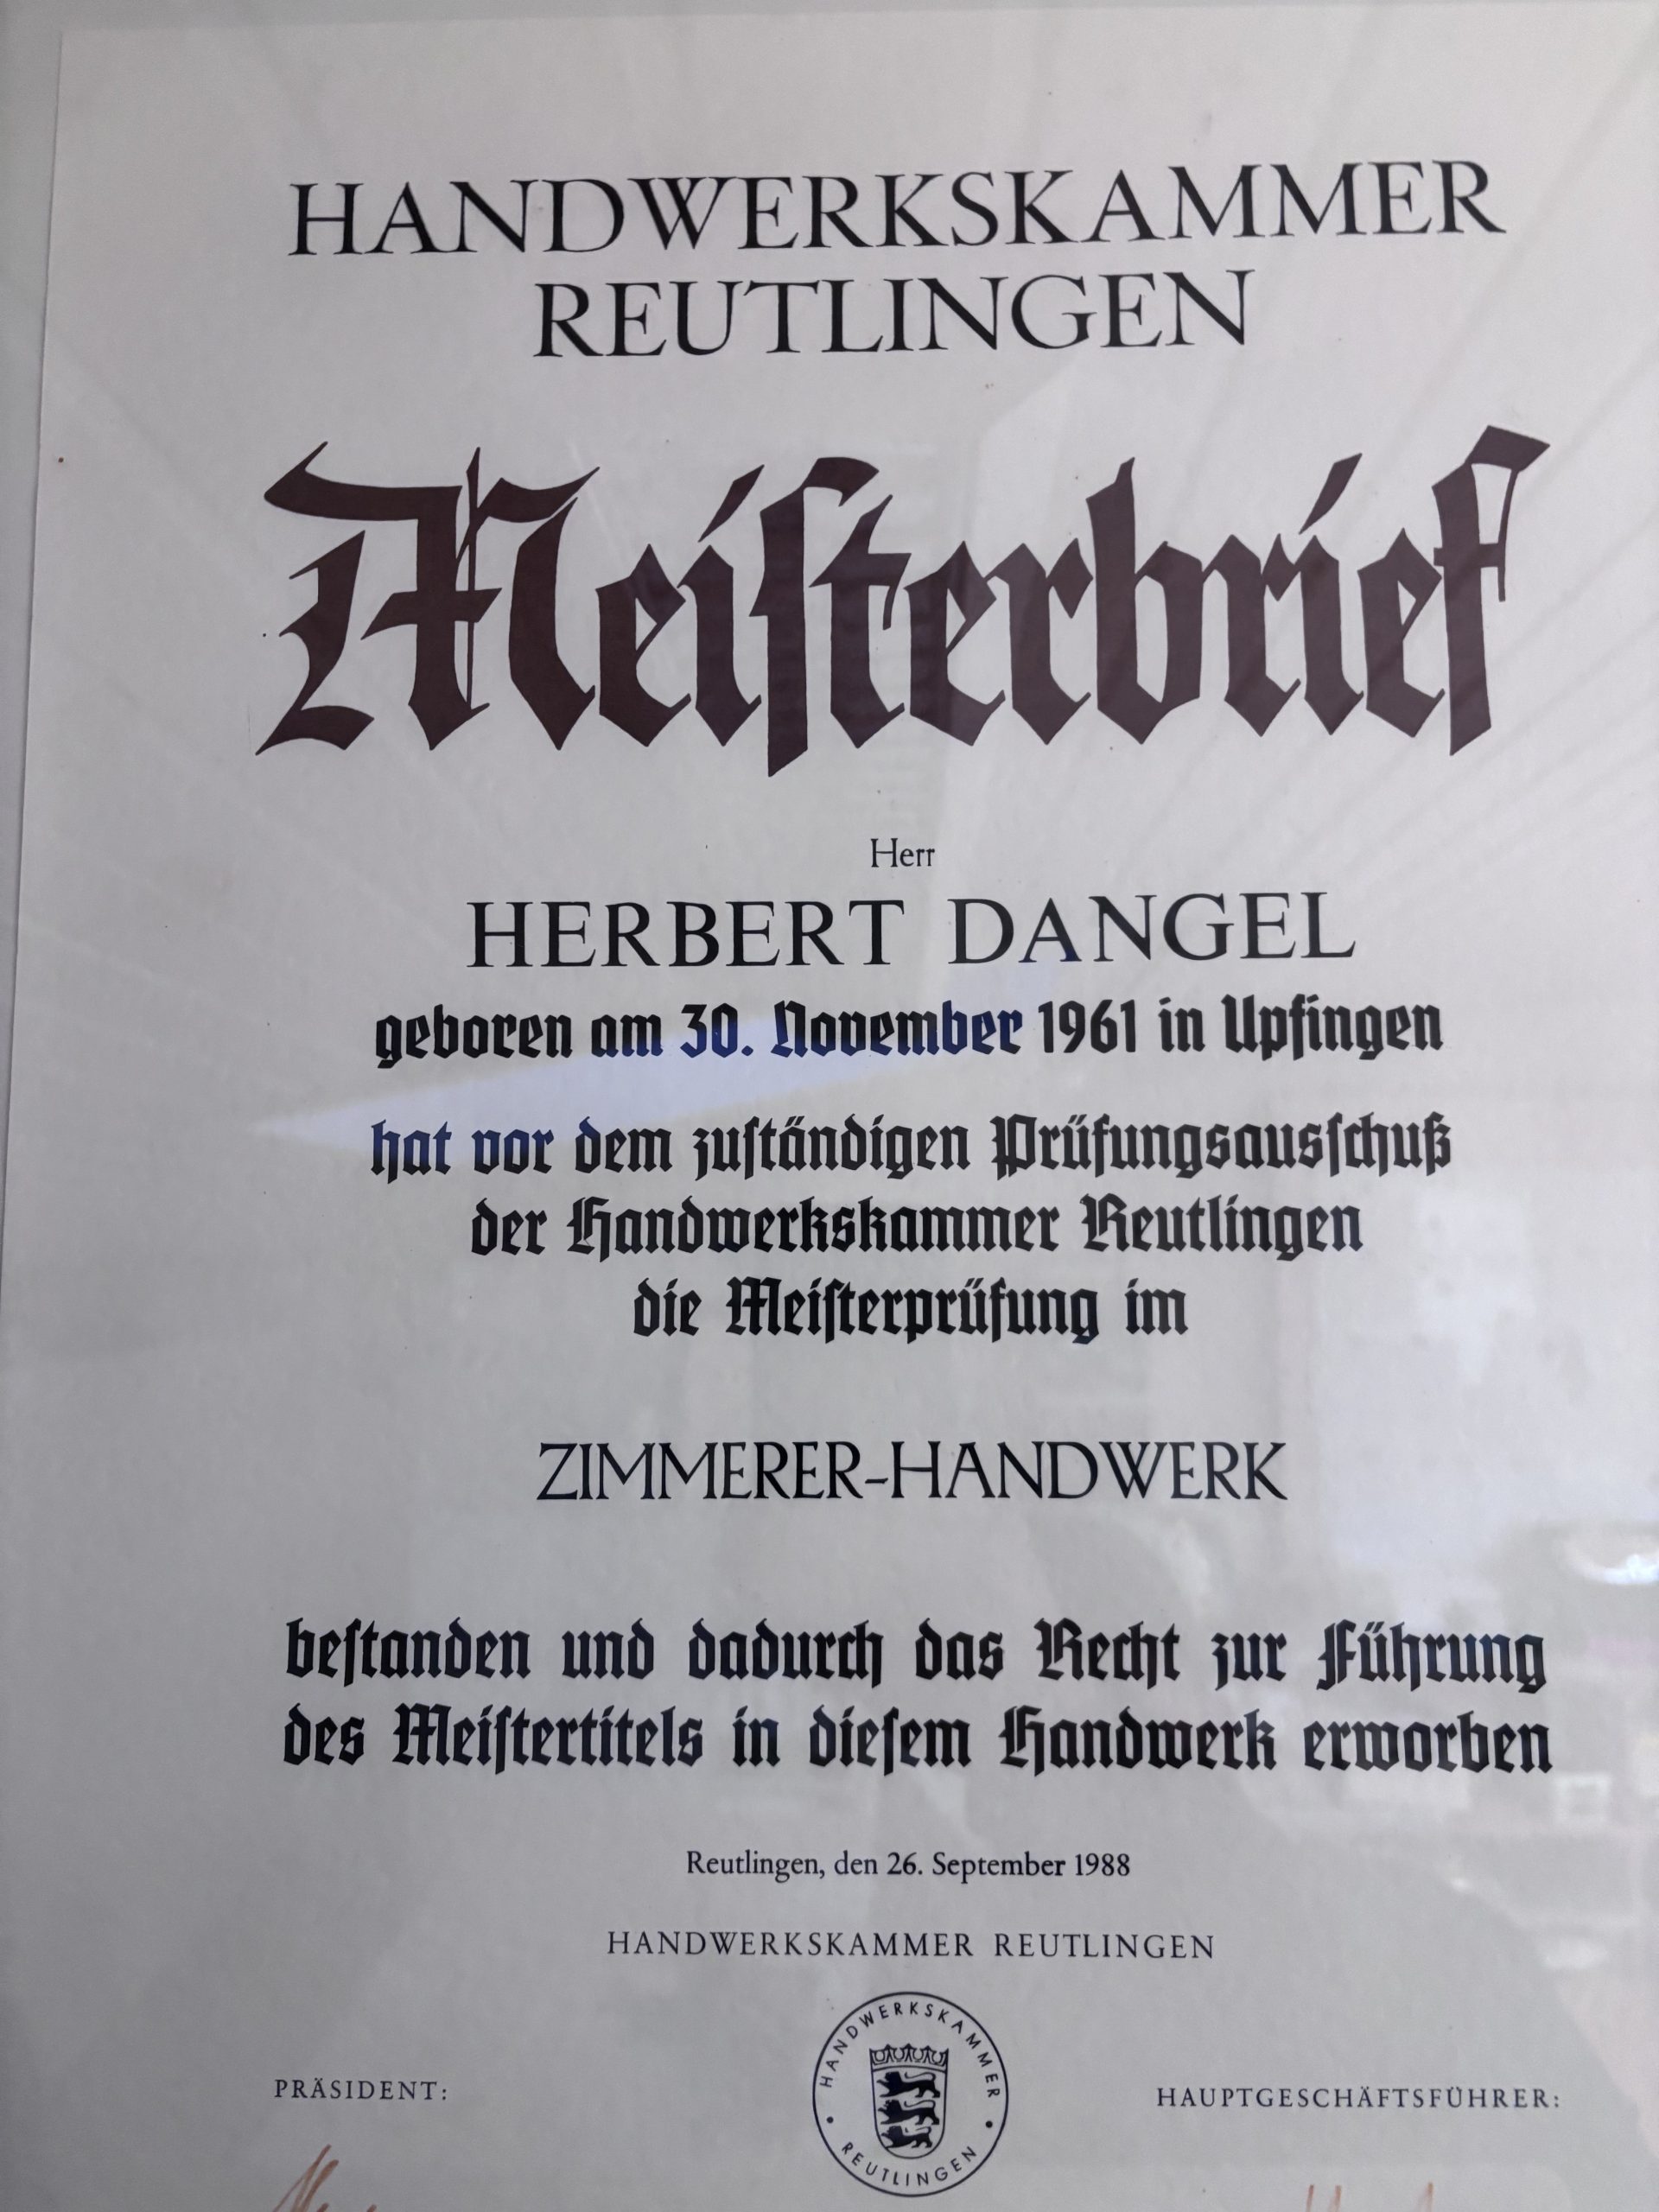 HANDWERKSKAMMER
REUTLINGEN
Meiſterbrief
Herr
HERBERT DANGEL
geboren am 30. November 1961 in Upfingen
hat vor dem zuſtändigen Prüfungsausſchuß
der Handwerkskammer Reutlingen
die Meiſterprüfung im
ZIMMERER-HANDWERK
beſtanden und dadurch das Recht zur Führung
des Meiſtertitels in dieſem Handwerk erworben
Reutlingen, den 26. September 1988
HANDWERKSKAMMER REUTLINGEN
HANDWERKSKAMMER
• REUTLINGEN •
PRÄSIDENT:
HAUPTGESCHÄFTSFÜHRER: